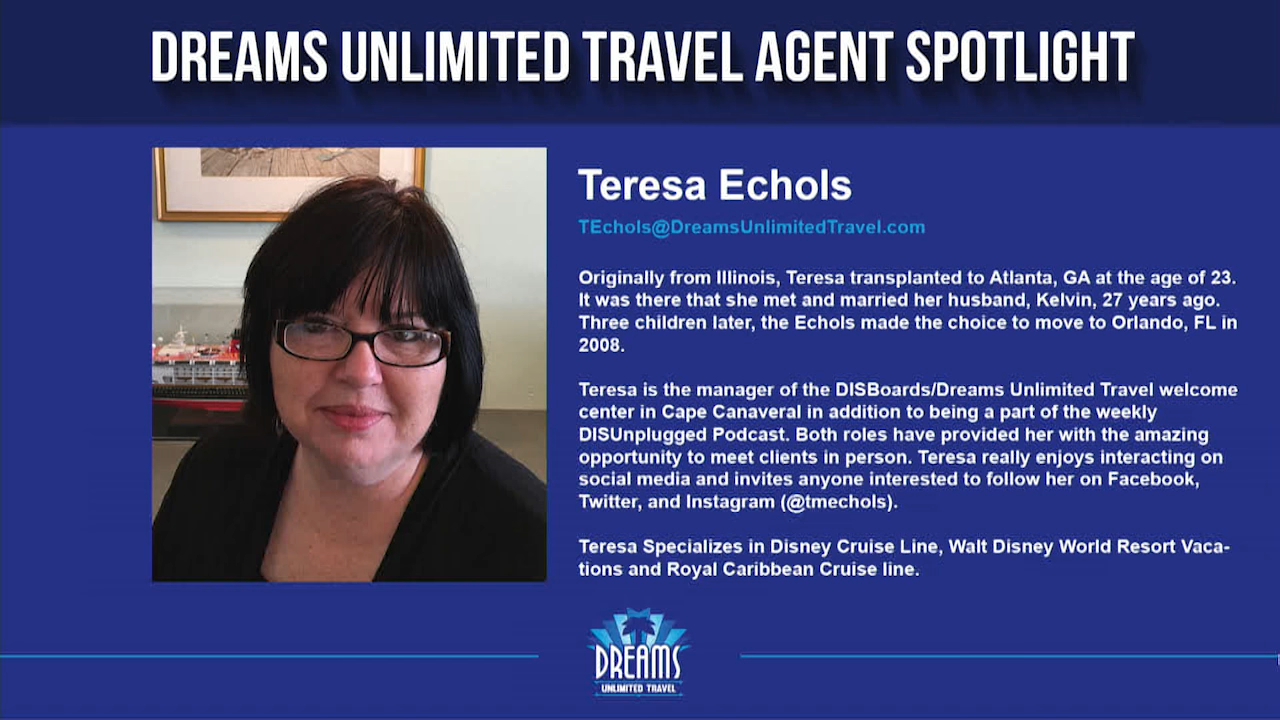 DREAMS UNLIMITED TRAVEL AGENT SPOTLIGHT
Teresa Echols
TEchols@DreamsUnlimitedTravel.com
Originally from Illinois, Teresa transplanted to Atlanta, GA at the age of 23.
It was there that she met and married her husband, Kelvin, 27 years ago.
Three children later, the Echols made the choice to move to Orlando, FL in
2008.
Teresa is the manager of the DISBoards/Dreams Unlimited Travel welcome
center in Cape Canaveral in addition to being a part of the weekly
DISUnplugged Podcast. Both roles have provided her with the amazing
opportunity to meet clients in person. Teresa really enjoys interacting on
social media and invites anyone interested to follow her on Facebook,
Twitter, and Instagram (@tmechols).
Teresa Specializes in Disney Cruise Line, Walt Disney World Resort Vaca-
tions and Royal Caribbean Cruise line.
DREAMS
UNLIMITED TRAVEL